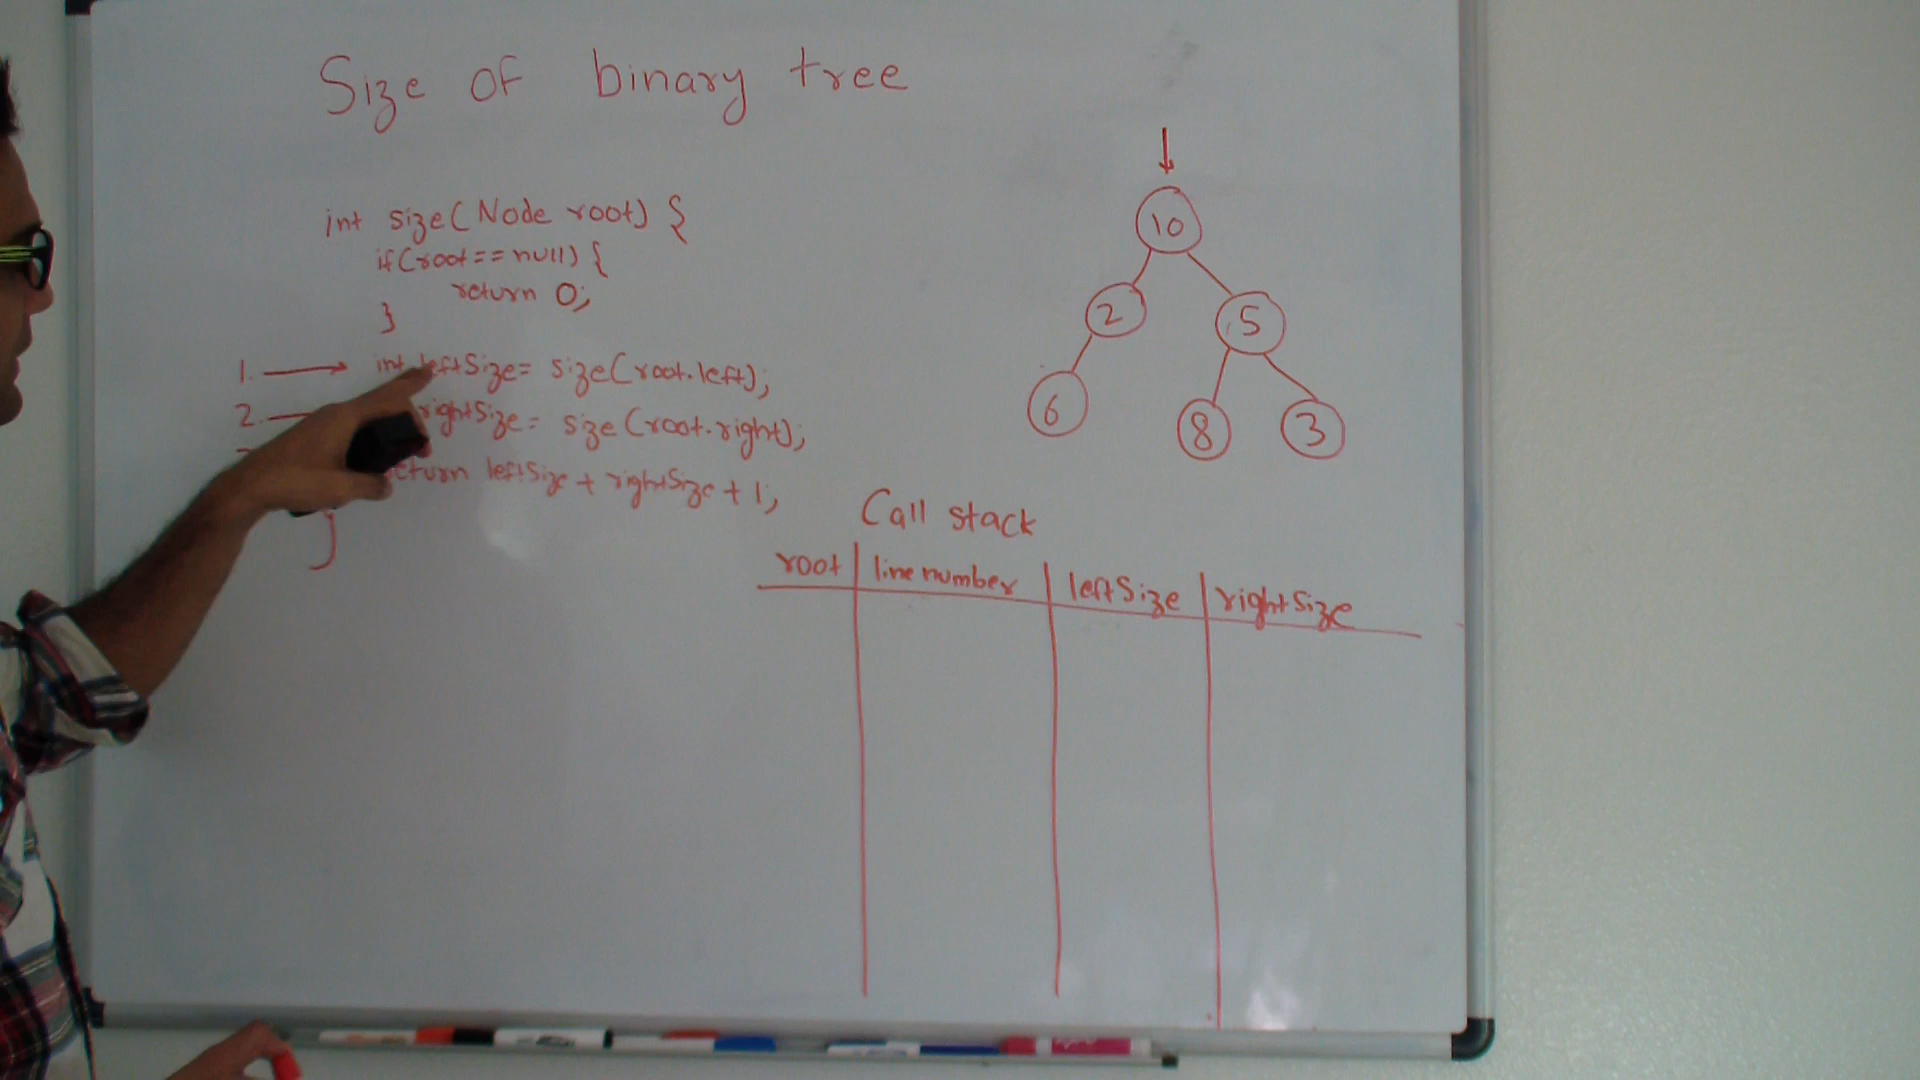 Size of binary tree
int size(Node root) {
if(root==null) {
return 0;
}
1. int leftSize= size(root.left);
2. rightSize= size(root.right);
return leftSize + rightSize + 1;
}
10
2 5
6 8 3
Call stack
root line number leftSize rightSize